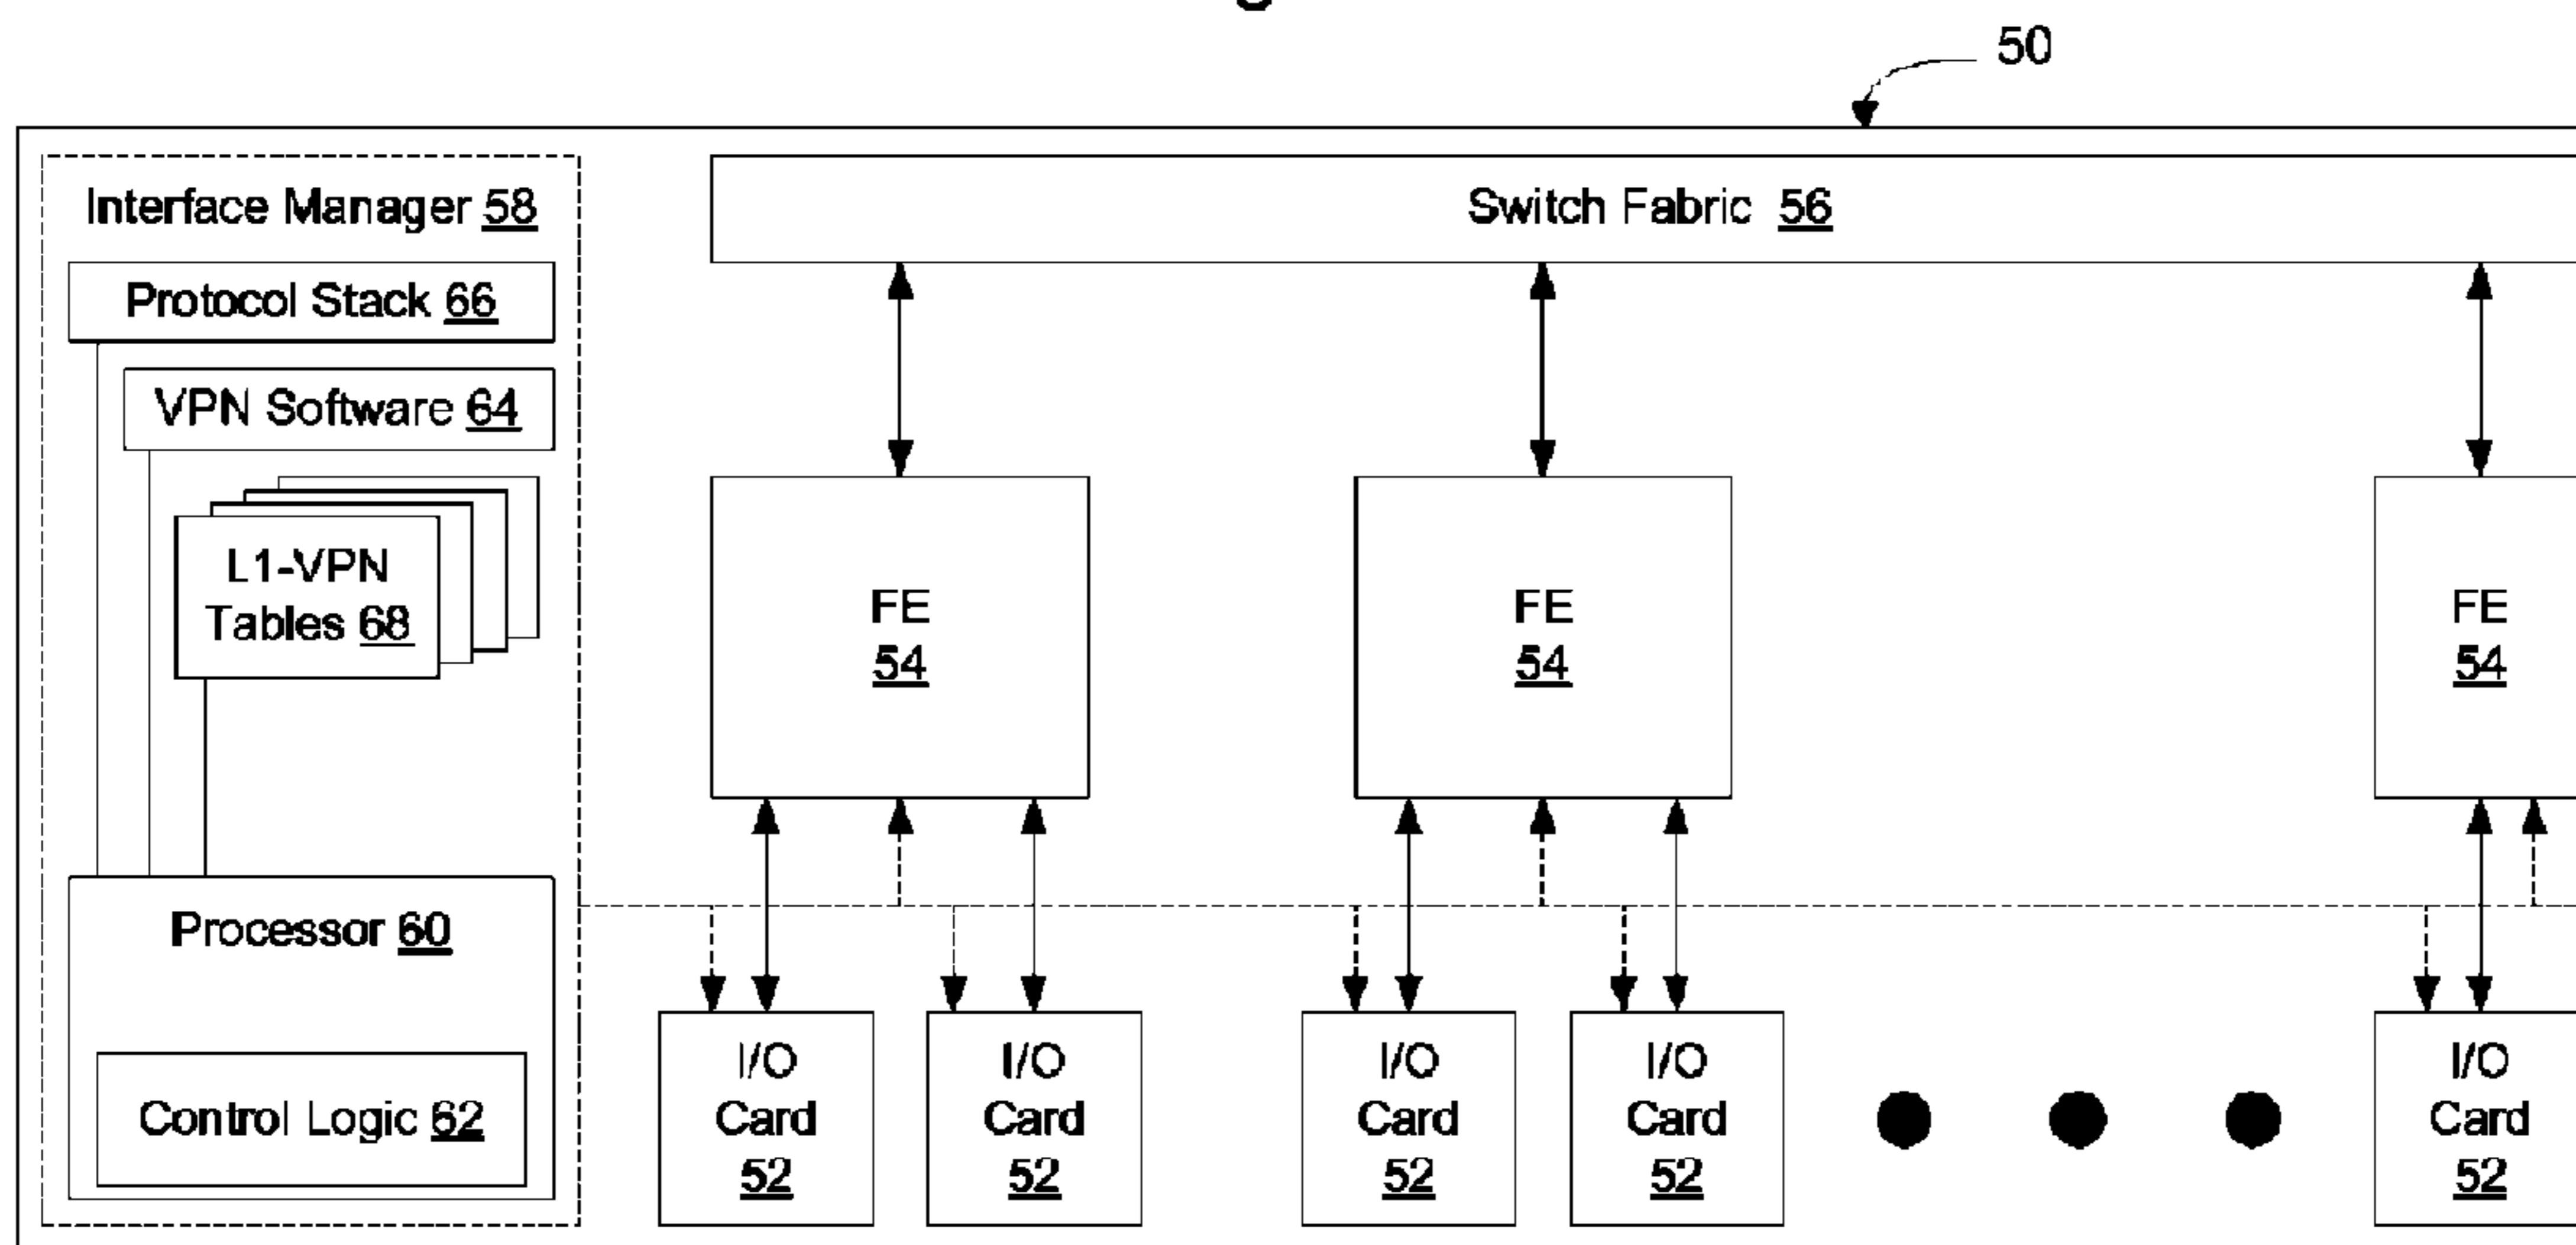 50
Interface Manager 58
Switch Fabric 56
Protocol Stack 66
VPN Software 64
L1-VPN
Tables 68
FE
54
FE
54
FE
54
Processor 60
Control Logic 62
I/O
Card
52
I/O
Card
52
I/O
Card
52
I/O
Card
52
I/O
Card
52